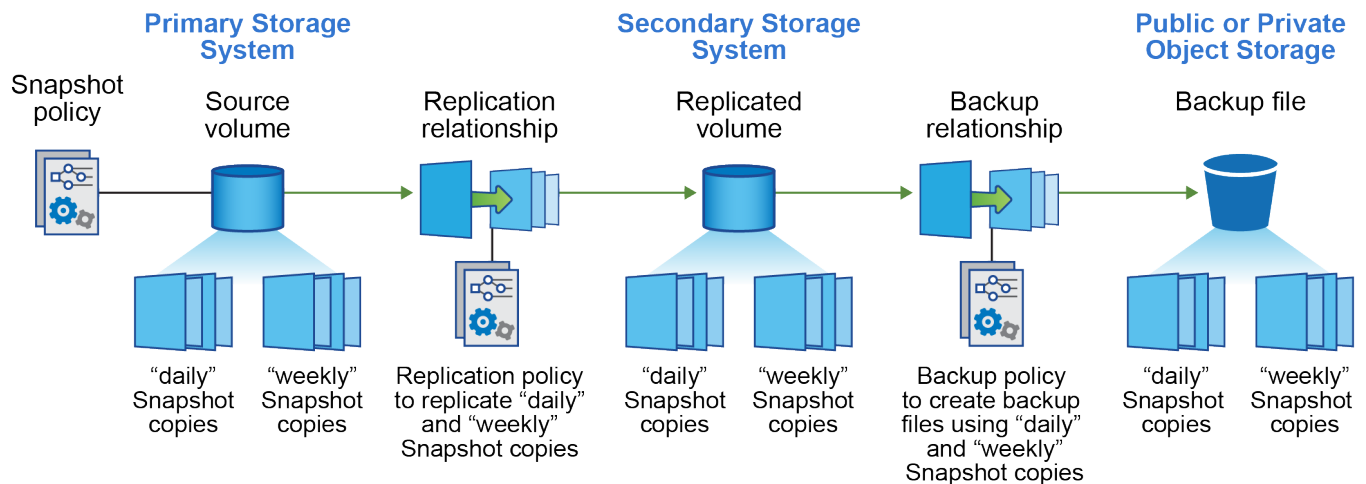 Primary Storage
System
Secondary Storage
System
Public or Private
Object Storage
Snapshot
policy
Source
volume
Replication
relationship
Replicated
volume
Backup
relationship
Backup file
“daily”
Snapshot
copies
“weekly”
Snapshot
copies
Replication policy
to replicate “daily”
and “weekly”
Snapshot copies
“daily”
Snapshot
copies
“weekly”
Snapshot
copies
Backup policy
to create backup
files using “daily”
and “weekly”
Snapshot copies
“daily”
Snapshot
copies
“weekly”
Snapshot
copies